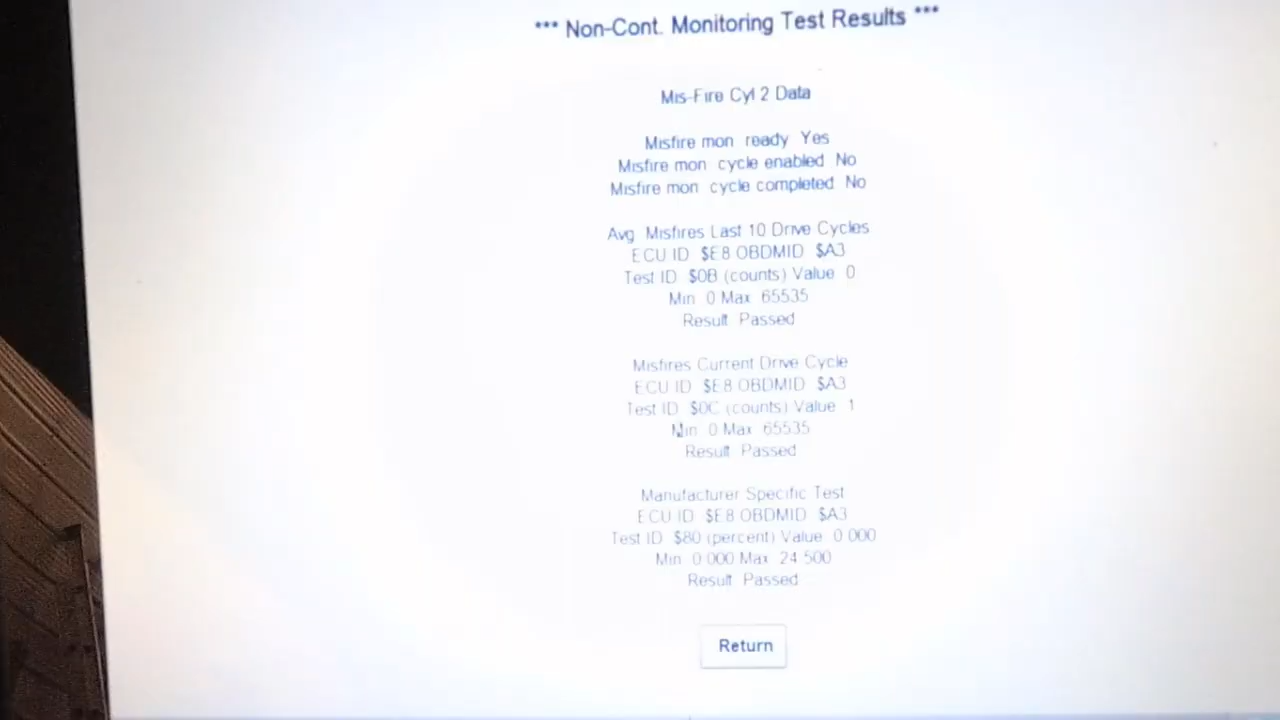 *** Non-Cont. Monitoring Test Results ***
Mis-Fire Cyl 2 Data
Misfire mon ready Yes
Misfire mon cycle enabled No
Misfire mon cycle completed No
Avg Misfires Last 10 Drive Cycles
ECU ID $E8 OBDMID $A3
Test ID $0B (counts) Value 0
Min 0 Max 65535
Result Passed
Misfires Current Drive Cycle
ECU ID $E8 OBDMID $A3
Test ID $0C (counts) Value 1
Min 0 Max 65535
Result Passed
Manufacturer Specific Test
ECU ID $E8 OBDMID $A3
Test ID $80 (percent) Value 0 000
Min 0 000 Max 24 500
Result Passed
Return